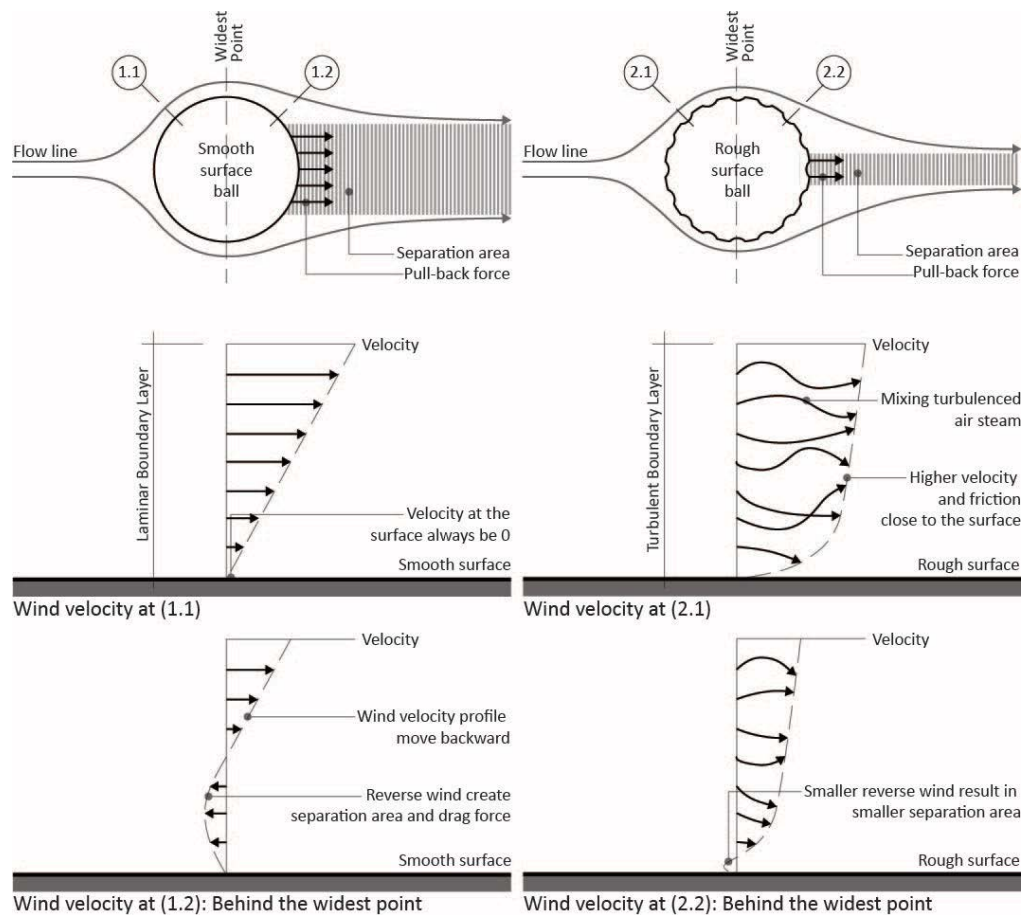 Widest
Point
1.1
1.2
Flow line
Smooth
surface
ball
Separation area
Pull-back force
Widest
Point
2.1
2.2
Flow line
Rough
surface
ball
Separation area
Pull-back force
Laminar Boundary Layer
Velocity
Velocity at the
surface always be 0
Smooth surface
Wind velocity at (1.1)
Turbulent Boundary Layer
Velocity
Mixing turbulenced
air steam
Higher velocity
and friction
close to the surface
Rough surface
Wind velocity at (2.1)
Velocity
Wind velocity profile
move backward
Reverse wind create
separation area and drag force
Smooth surface
Wind velocity at (1.2): Behind the widest point
Velocity
Smaller reverse wind result in
smaller separation area
Rough surface
Wind velocity at (2.2): Behind the widest point